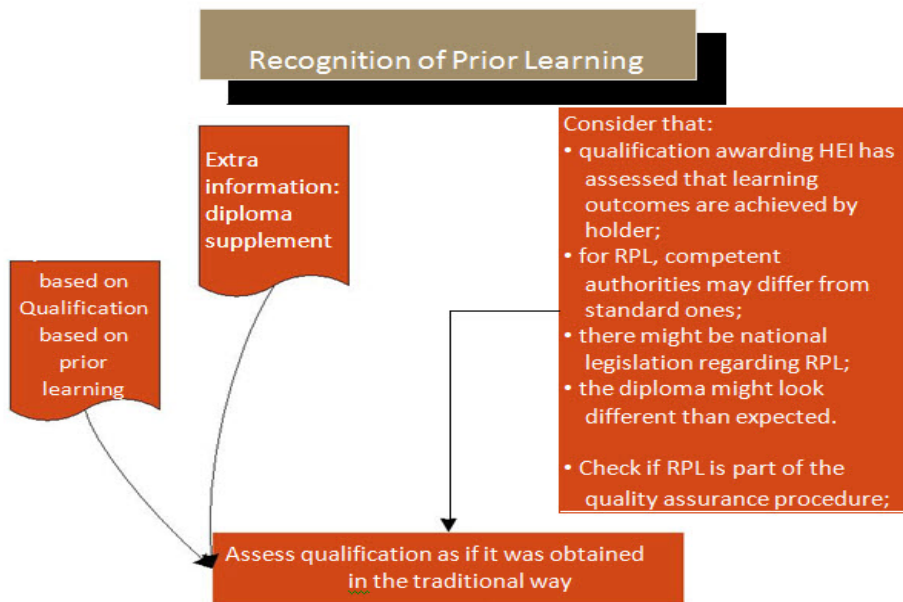 Recognition of Prior Learning
Extra
information:
diploma
supplement
based on
Qualification
based on
prior
learning
Consider that:
• qualification awarding HEI has
assessed that learning
outcomes are achieved by
holder;
• for RPL, competent
authorities may differ from
standard ones;
• there might be national
legislation regarding RPL;
• the diploma might look
different than expected.
• Check if RPL is part of the
quality assurance procedure;
Assess qualification as if it was obtained
in the traditional way